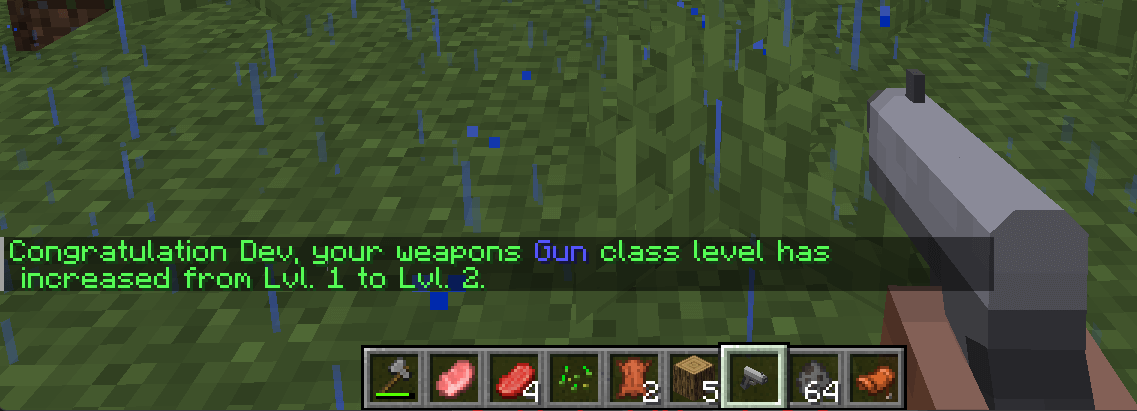 Congratulation Dev, your weapons Gun class level has
increased from Lvl. 1 to Lvl. 2.
4 2 5 64